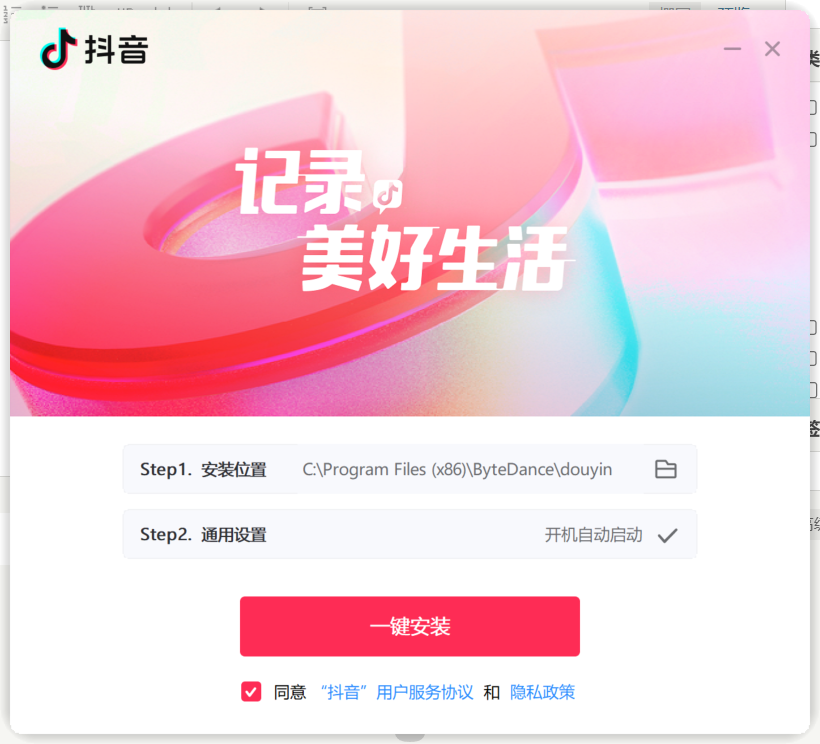 抖音
记录
美好生活
Step1. 安装位置 C:\Program Files (x86)\ByteDance\douyin
Step2. 通用设置 开机自动启动
一键安装
同意 “抖音” 用户服务协议 和 隐私政策